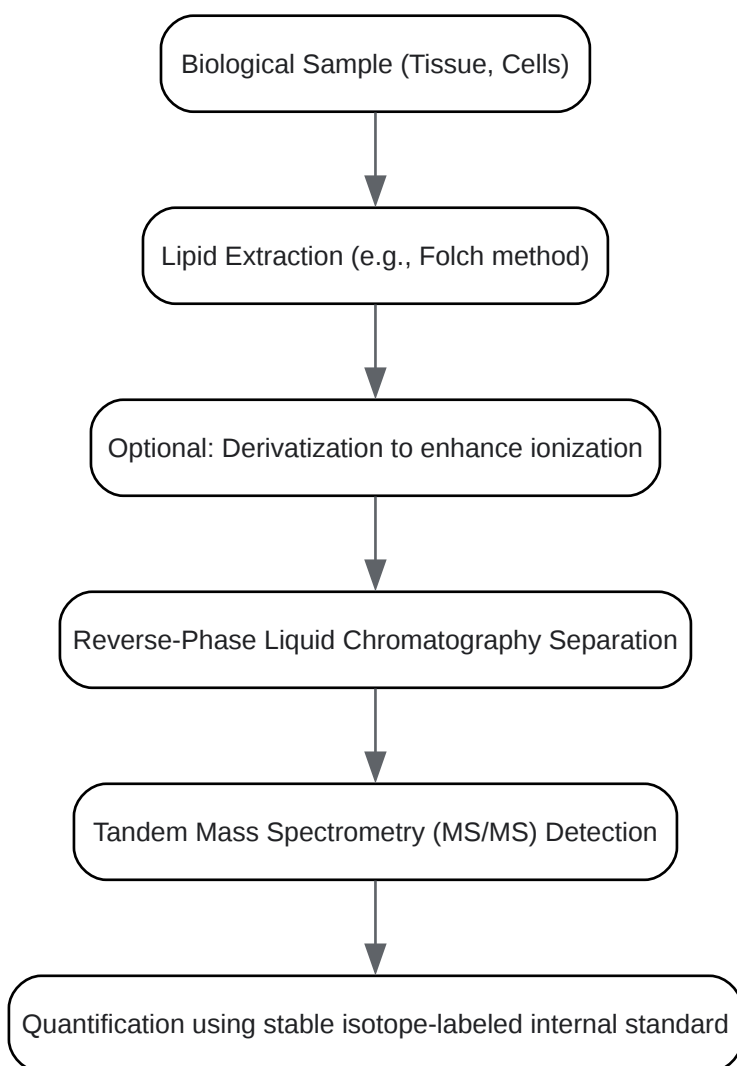 Biological Sample (Tissue, Cells)
Lipid Extraction (e.g., Folch method)
Optional: Derivatization to enhance ionization
Reverse-Phase Liquid Chromatography Separation
Tandem Mass Spectrometry (MS/MS) Detection
Quantification using stable isotope-labeled internal standard